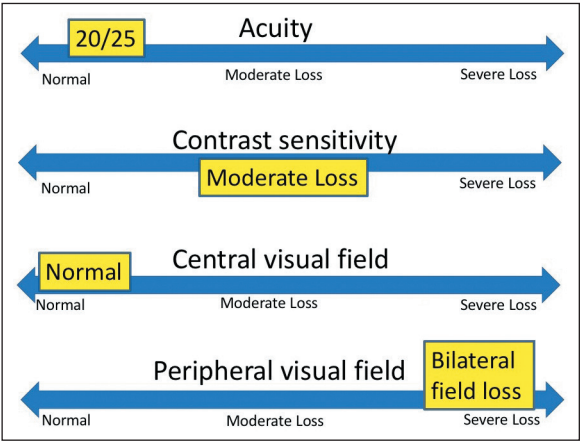 Acuity
20/25
Normal Moderate Loss Severe Loss
Contrast sensitivity
Moderate Loss
Normal Severe Loss
Central visual field
Normal
Normal Moderate Loss Severe Loss
Peripheral visual field
Bilateral
field loss
Normal Moderate Loss Severe Loss